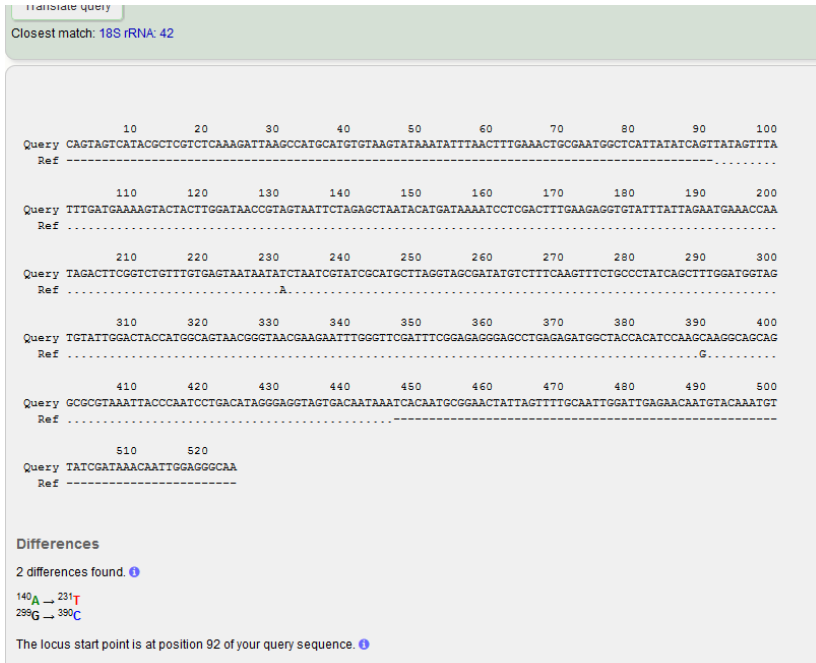 Translate query
Closest match: 18S rRNA: 42
10 20 30 40 50 60 70 80 90 100
Query CAGTAGTCATACGCTCGTCTCAAAGATTAAGCCATGCATGTGTAAGTATAAATATTTAACTTTGAAACTGCGAATGGCTCATTATATCAGTTATAGTTTA
Ref -------------------------------------------------------------------------------------------.........
110 120 130 140 150 160 170 180 190 200
Query TTTGATGAAAAGTACTACTTGGATAACCGTAGTAATTCTAGAGCTAATACATGATAAAATCCTCGACTTTGAAGAGGTGTATTTATTAGAATGAAACCAA
Ref ....................................................................................................
210 220 230 240 250 260 270 280 290 300
Query TAGACTTCGGTCTGTTTGTGAGTAATAATATCTAATCGTATCGCATGCTTAGGTAGCGATATGTCTTTCAAGTTTCTGCCCTATCAGCTTTGGATGGTAG
Ref ..............................A.....................................................................
310 320 330 340 350 360 370 380 390 400
Query TGTATTGGACTACCATGGCAGTAACGGGTAACGAAGAATTTGGGTTCGATTTCGGAGAGGGAGCCTGAGAGATGGCTACCACATCCAAGCAAGGCAGCAG
Ref .........................................................................................G..........
410 420 430 440 450 460 470 480 490 500
Query GCGCGTAAATTACCCAATCCTGACATAGGGAGGTAGTGACAATAAATCACAATGCGGAACTATTAGTTTTGCAATTGGATTGAGAACAATGTACAAATGT
Ref ..............................................------------------------------------------------------
510 520
Query TATCGATAAACAATTGGAGGGCAA
Ref ------------------------
Differences
2 differences found.
140A → 231T
299G → 390C
The locus start point is at position 92 of your query sequence.